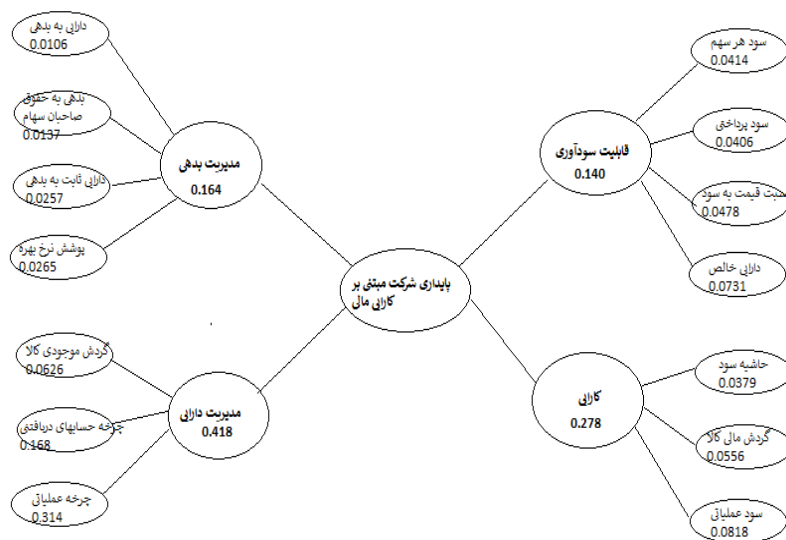 دارایی به بدهی
0.0106
بدهی به حقوق
صاحبان سهام
0.0137
دارایی ثابت به بدهی
0.0257
پوشش نرخ بهره
0.0265
مدیریت بدهی
0.164
سود هر سهم
0.0414
سود پرداختی
0.0406
نسبت قیمت به سود
0.0478
دارایی خالص
0.0731
قابلیت سودآوری
0.140
پایداری شرکت مبتنی بر
کارایی مالی
گردش موجودی کالا
0.0626
چرخه حسابهای دریافتنی
0.168
چرخه عملیاتی
0.314
مدیریت دارایی
0.418
حاشیه سود
0.0379
گردش مالی کالا
0.0556
سود عملیاتی
0.0818
کارایی
0.278